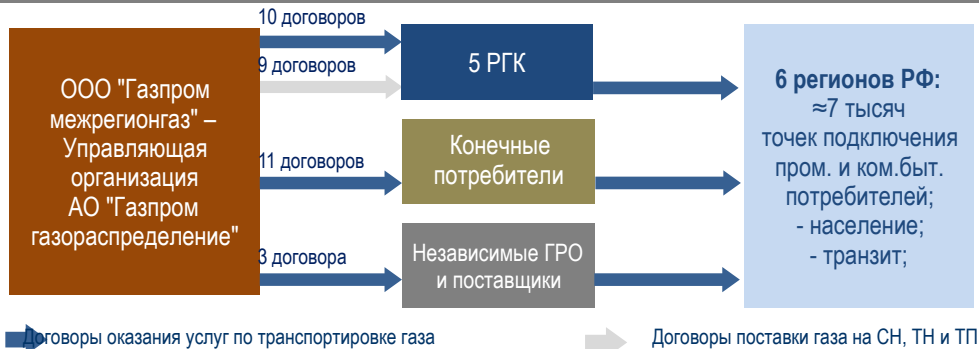 10 договоров
9 договоров
ООО "Газпром
межрегионгаз" –
Управляющая
организация
АО "Газпром
газораспределение"
5 РГК
11 договоров
Конечные
потребители
3 договора
Независимые ГРО
и поставщики
6 регионов РФ:
≈7 тысяч
точек подключения
пром. и ком.быт.
потребителей;
- население;
- транзит;
Договоры оказания услуг по транспортировке газа
Договоры поставки газа на СН, ТН и ТП